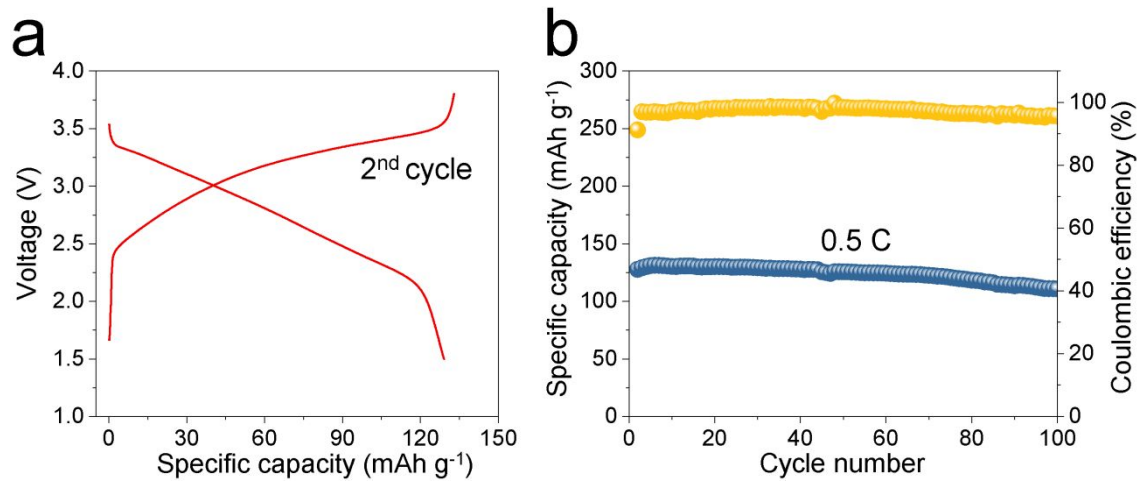 a
4.0
3.5
3.0
2.5
2.0
1.5
1.0
Voltage (V)
2nd cycle
0 30 60 90 120 150
Specific capacity (mAh g-1)
b
300
250
200
150
100
50
0
Specific capacity (mAh g-1)
0.5 C
100
80
60
40
20
0
Coulombic efficiency (%)
0 20 40 60 80 100
Cycle number